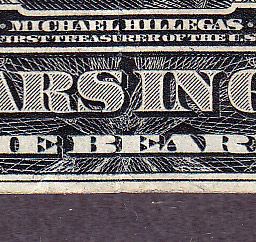 MICHAEL HILLEGAS.
FIRST TREASURER OF THE U.S.
ARS IN G
E BEAR